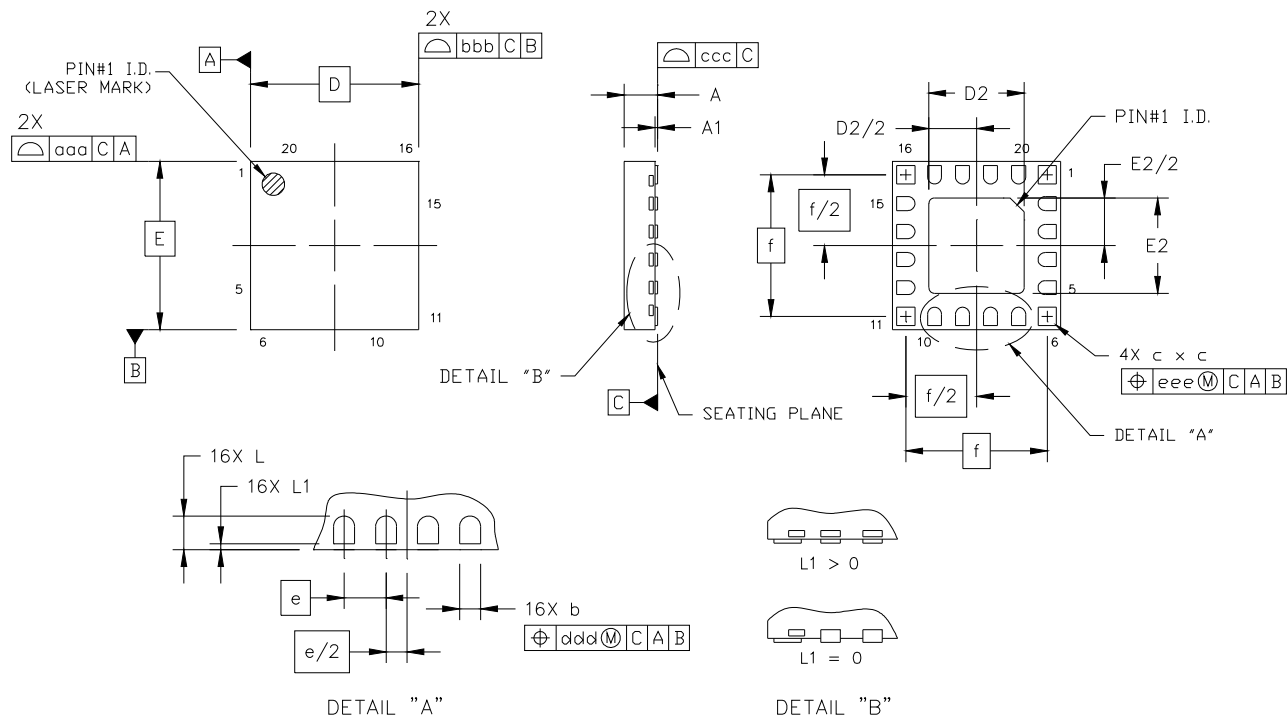 2X
bbb C B
A
D
PIN#1 I.D.
(LASER MARK)
2X
aaa C A
20
16
1
15
E
5
11
6
10
B
ccc C
A
A1
DETAIL "B"
C
SEATING PLANE
D2
D2/2
PIN#1 I.D.
16
20
1
E2/2
f/2
15
f
E2
5
11
10
6
4X c x c
⌖ eee Ⓜ C A B
f/2
DETAIL "A"
f
16X L
16X L1
e
16X b
⌖ ddd Ⓜ C A B
e/2
DETAIL "A"
L1 > 0
L1 = 0
DETAIL "B"